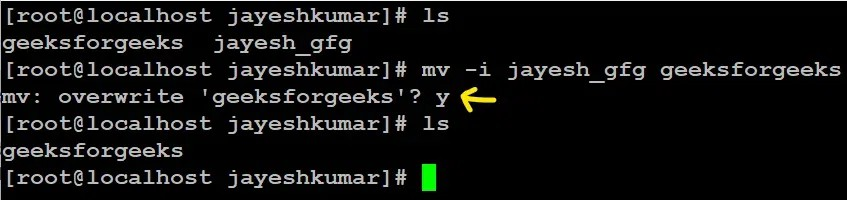 [root@localhost jayeshkumar]# ls
geeksforgeeks  jayesh_gfg
[root@localhost jayeshkumar]# mv -i jayesh_gfg geeksforgeeks
mv: overwrite 'geeksforgeeks'? y
[root@localhost jayeshkumar]# ls
geeksforgeeks
[root@localhost jayeshkumar]#